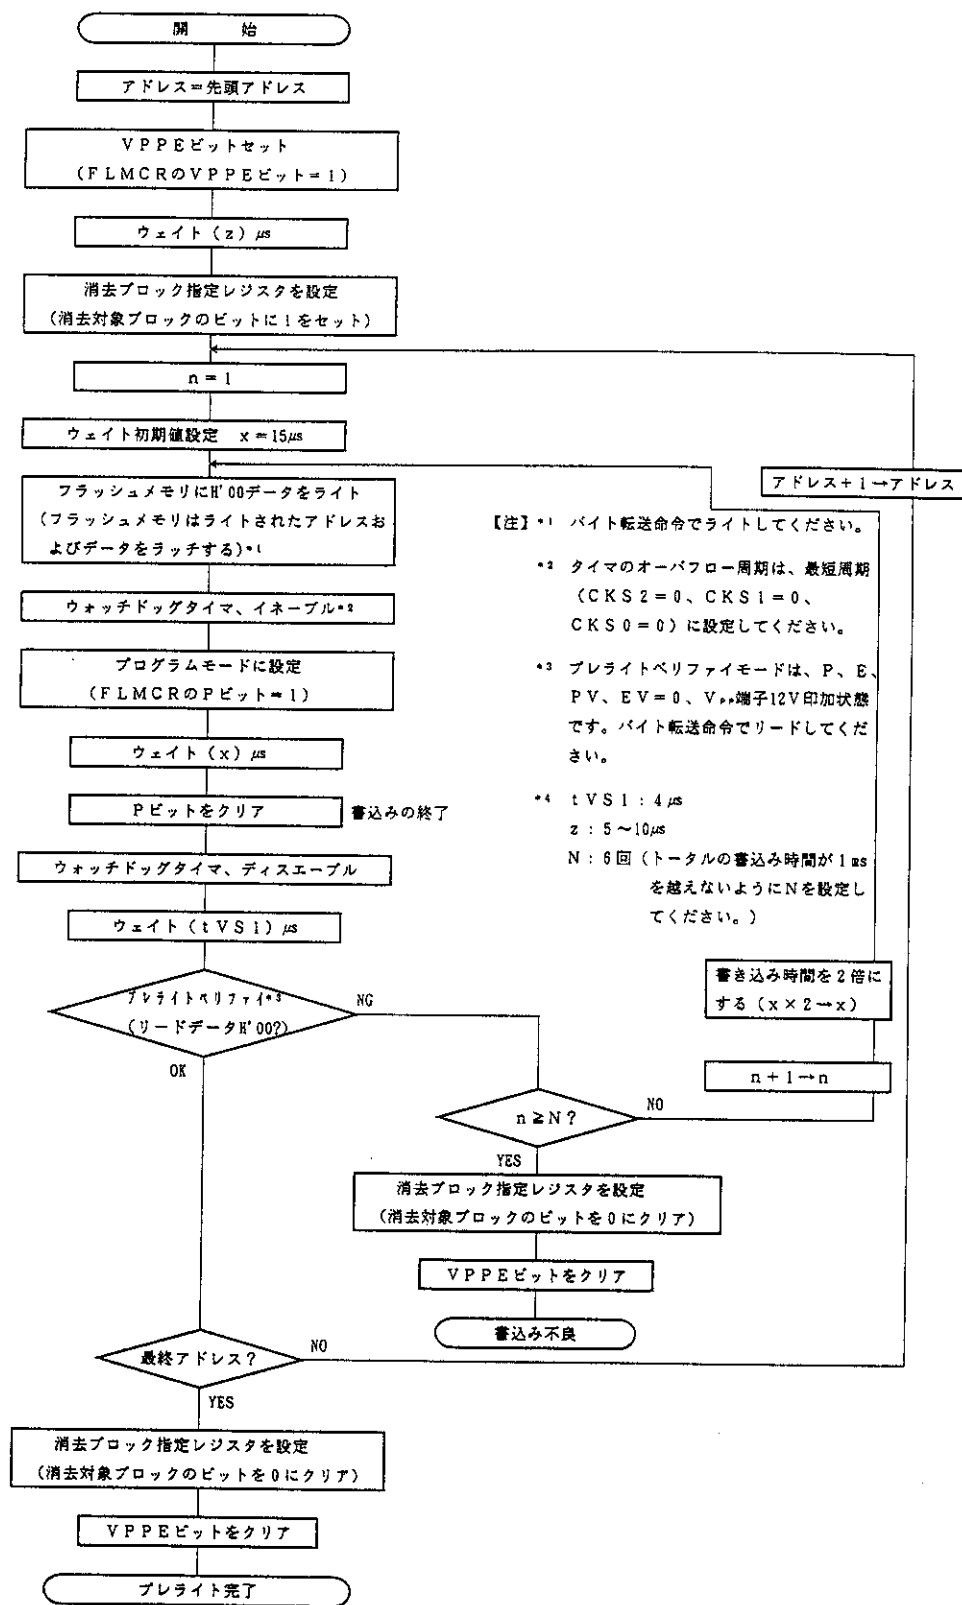 開　　始
アドレス＝先頭アドレス
ＶＰＰＥビットセット
（ＦＬＭＣＲのＶＰＰＥビット＝１）
ウェイト（ｚ）μs
消去ブロック指定レジスタを設定
（消去対象ブロックのビットに１をセット）
ｎ＝１
ウェイト初期値設定　ｘ＝15μs
フラッシュメモリにH'00データをライト
（フラッシュメモリはライトされたアドレスお
よびデータをラッチする）*1
ウォッチドッグタイマ、イネーブル*2
プログラムモードに設定
（ＦＬＭＣＲのＰビット＝１）
ウェイト（ｘ）μs
Ｐビットをクリア
書込みの終了
ウォッチドッグタイマ、ディスエーブル
ウェイト（ｔＶＳ１）μs
プレライトベリファイ*3
（リードデータH'00?）
NG
OK
アドレス＋１→アドレス
【注】*1　バイト転送命令でライトしてください。
*2　タイマのオーバフロー周期は、最短周期
（ＣＫＳ２＝０、ＣＫＳ１＝０、
ＣＫＳ０＝０）に設定してください。
*3　プレライトベリファイモードは、Ｐ、Ｅ、
ＰＶ、ＥＶ＝０、Ｖpp端子12V印加状態
です。バイト転送命令でリードしてくだ
さい。
*4　ｔＶＳ１：４μs
ｚ：５～10μs
Ｎ：６回（トータルの書込み時間が１ms
を越えないようにＮを設定し
てください。）
書き込み時間を２倍に
する（ｘ×２→ｘ）
ｎ＋１→ｎ
ｎ≧Ｎ？
NO
YES
消去ブロック指定レジスタを設定
（消去対象ブロックのビットを０にクリア）
ＶＰＰＥビットをクリア
書込み不良
最終アドレス？
NO
YES
消去ブロック指定レジスタを設定
（消去対象ブロックのビットを０にクリア）
ＶＰＰＥビットをクリア
プレライト完了